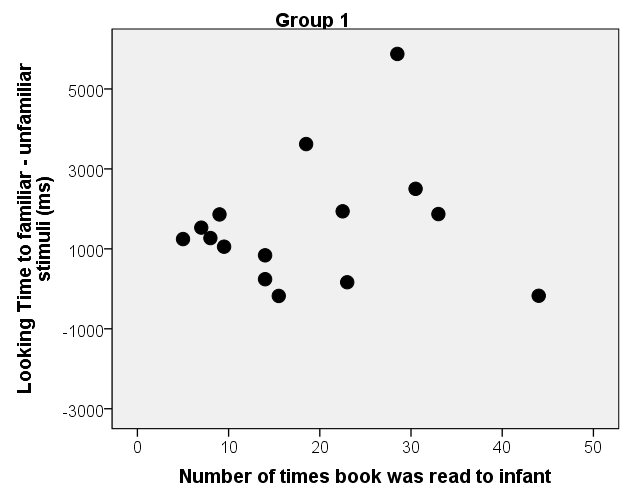 Group 1
Looking Time to familiar - unfamiliar
stimuli (ms)
5000
3000
1000
-1000
-3000
0 10 20 30 40 50
Number of times book was read to infant